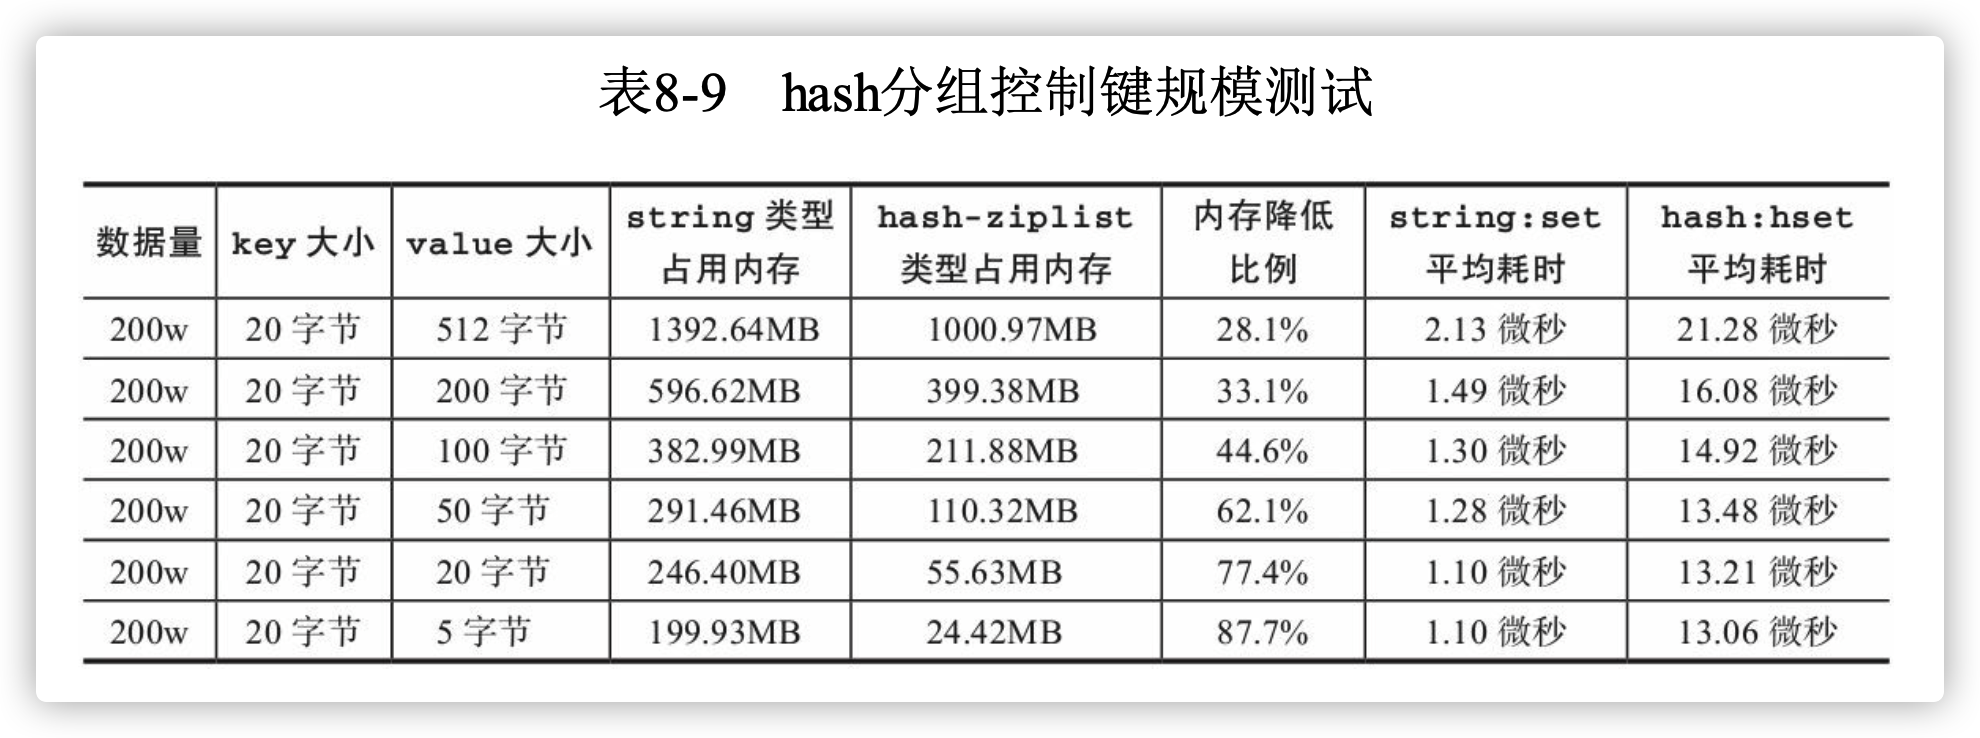 表8-9 hash分组控制键规模测试
数据量 key 大小 value 大小 string 类型占用内存 hash-ziplist 类型占用内存 内存降低比例 string:set 平均耗时 hash:hset 平均耗时
200w 20 字节 512 字节 1392.64MB 1000.97MB 28.1% 2.13 微秒 21.28 微秒
200w 20 字节 200 字节 596.62MB 399.38MB 33.1% 1.49 微秒 16.08 微秒
200w 20 字节 100 字节 382.99MB 211.88MB 44.6% 1.30 微秒 14.92 微秒
200w 20 字节 50 字节 291.46MB 110.32MB 62.1% 1.28 微秒 13.48 微秒
200w 20 字节 20 字节 246.40MB 55.63MB 77.4% 1.10 微秒 13.21 微秒
200w 20 字节 5 字节 199.93MB 24.42MB 87.7% 1.10 微秒 13.06 微秒